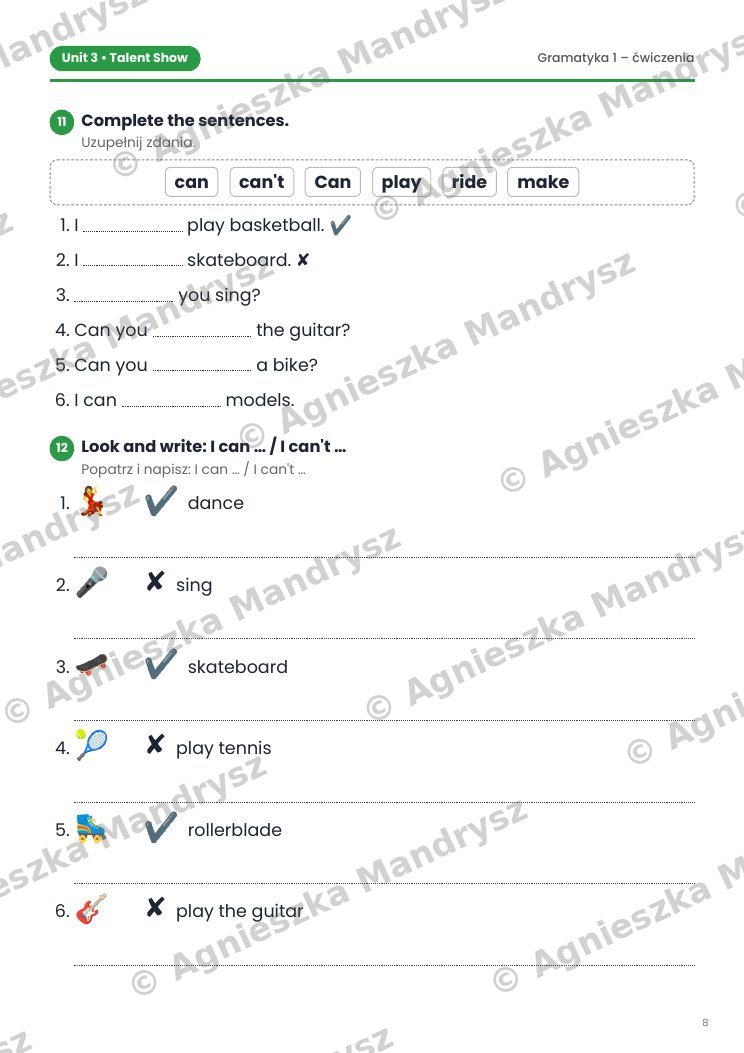 Unit 3 • Talent Show
Gramatyka 1 – ćwiczenia
11 Complete the sentences.
Uzupełnij zdania.
can can't Can play ride make
1. I ............ play basketball. ✔
2. I ............ skateboard. ✘
3. ............ you sing?
4. Can you ............ the guitar?
5. Can you ............ a bike?
6. I can ............ models.
12 Look and write: I can ... / I can't ...
Popatrz i napisz: I can ... / I can't ...
1. ✔ dance
2. ✘ sing
3. ✔ skateboard
4. ✘ play tennis
5. ✔ rollerblade
6. ✘ play the guitar
8
© Agnieszka Mandrysz